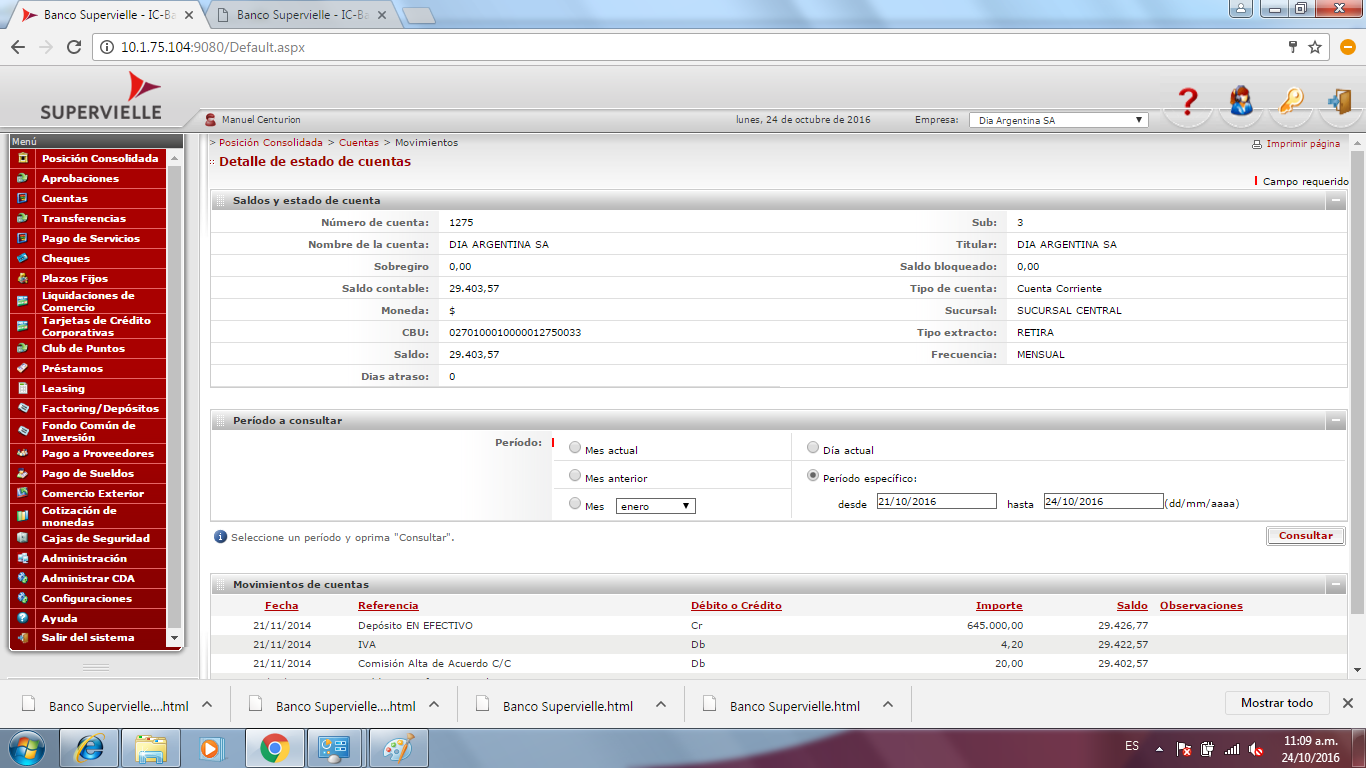 Banco Supervielle - IC-Ba
Banco Supervielle - IC-Ba
10.1.75.104:9080/Default.aspx
SUPERVIELLE
Manuel Centurion
lunes, 24 de octubre de 2016
Empresa:
Dia Argentina SA
Menú
Posición Consolidada
Aprobaciones
Cuentas
Transferencias
Pago de Servicios
Cheques
Plazos Fijos
Liquidaciones de
Comercio
Tarjetas de Crédito
Corporativas
Club de Puntos
Préstamos
Leasing
Factoring/Depósitos
Fondo Común de
Inversión
Pago a Proveedores
Pago de Sueldos
Comercio Exterior
Cotización de
monedas
Cajas de Seguridad
Administración
Administrar CDA
Configuraciones
Ayuda
Salir del sistema
> Posición Consolidada > Cuentas > Movimientos
Imprimir página
Detalle de estado de cuentas
Campo requerido
Saldos y estado de cuenta
Número de cuenta: 1275 Sub: 3
Nombre de la cuenta: DIA ARGENTINA SA Titular: DIA ARGENTINA SA
Sobregiro 0,00 Saldo bloqueado: 0,00
Saldo contable: 29.403,57 Tipo de cuenta: Cuenta Corriente
Moneda: $ Sucursal: SUCURSAL CENTRAL
CBU: 0270100010000012750033 Tipo extracto: RETIRA
Saldo: 29.403,57 Frecuencia: MENSUAL
Dias atraso: 0
Período a consultar
Período: Mes actual Día actual
Mes anterior Período específico:
Mes enero desde 21/10/2016 hasta 24/10/2016 (dd/mm/aaaa)
Seleccione un período y oprima "Consultar".
Consultar
Movimientos de cuentas
Fecha Referencia Débito o Crédito Importe Saldo Observaciones
21/11/2014 Depósito EN EFECTIVO Cr 645.000,00 29.426,77
21/11/2014 IVA Db 4,20 29.422,57
21/11/2014 Comisión Alta de Acuerdo C/C Db 20,00 29.402,57
Banco Supervielle....html
Banco Supervielle....html
Banco Supervielle.html
Banco Supervielle.html
Mostrar todo
ES
11:09 a.m.
24/10/2016